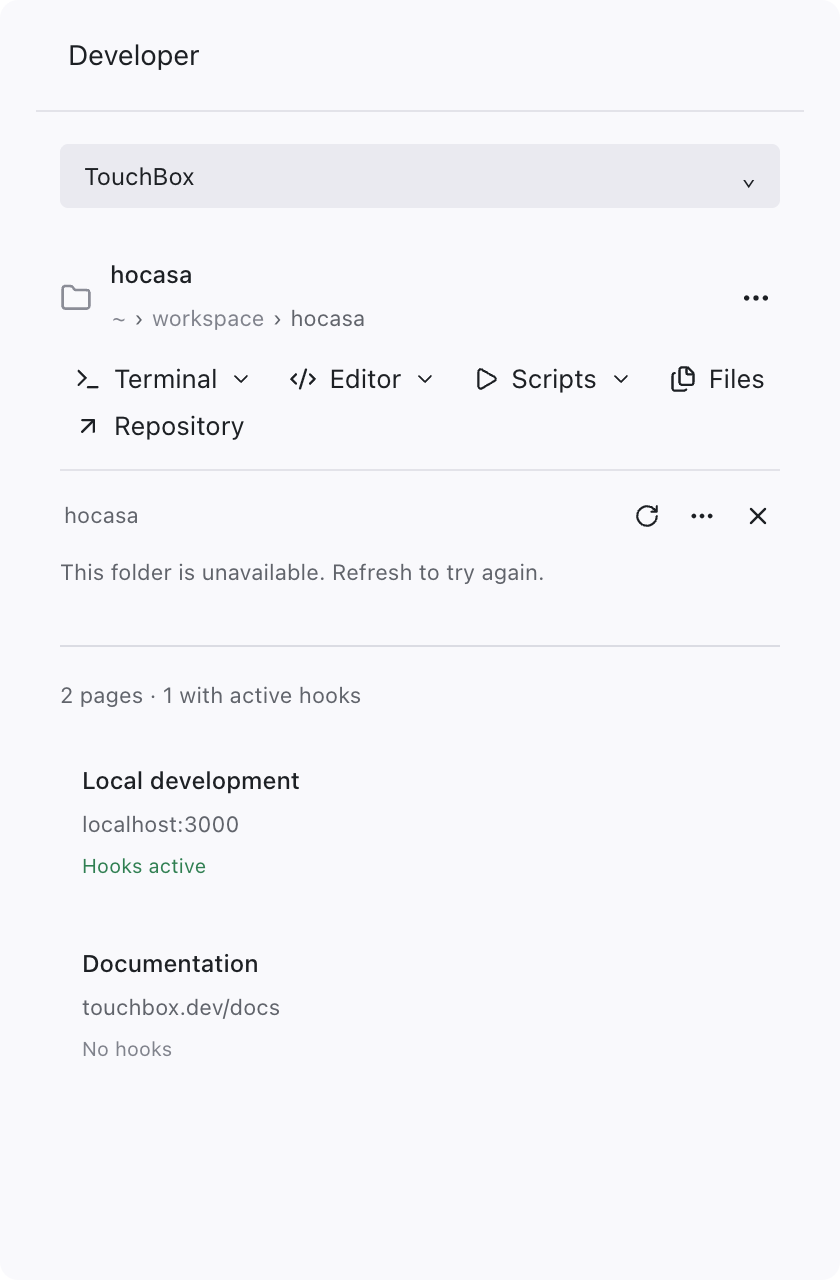 Developer
TouchBox
hocasa
~ › workspace › hocasa
Terminal Editor Scripts Files
Repository
hocasa
This folder is unavailable. Refresh to try again.
2 pages · 1 with active hooks
Local development
localhost:3000
Hooks active
Documentation
touchbox.dev/docs
No hooks